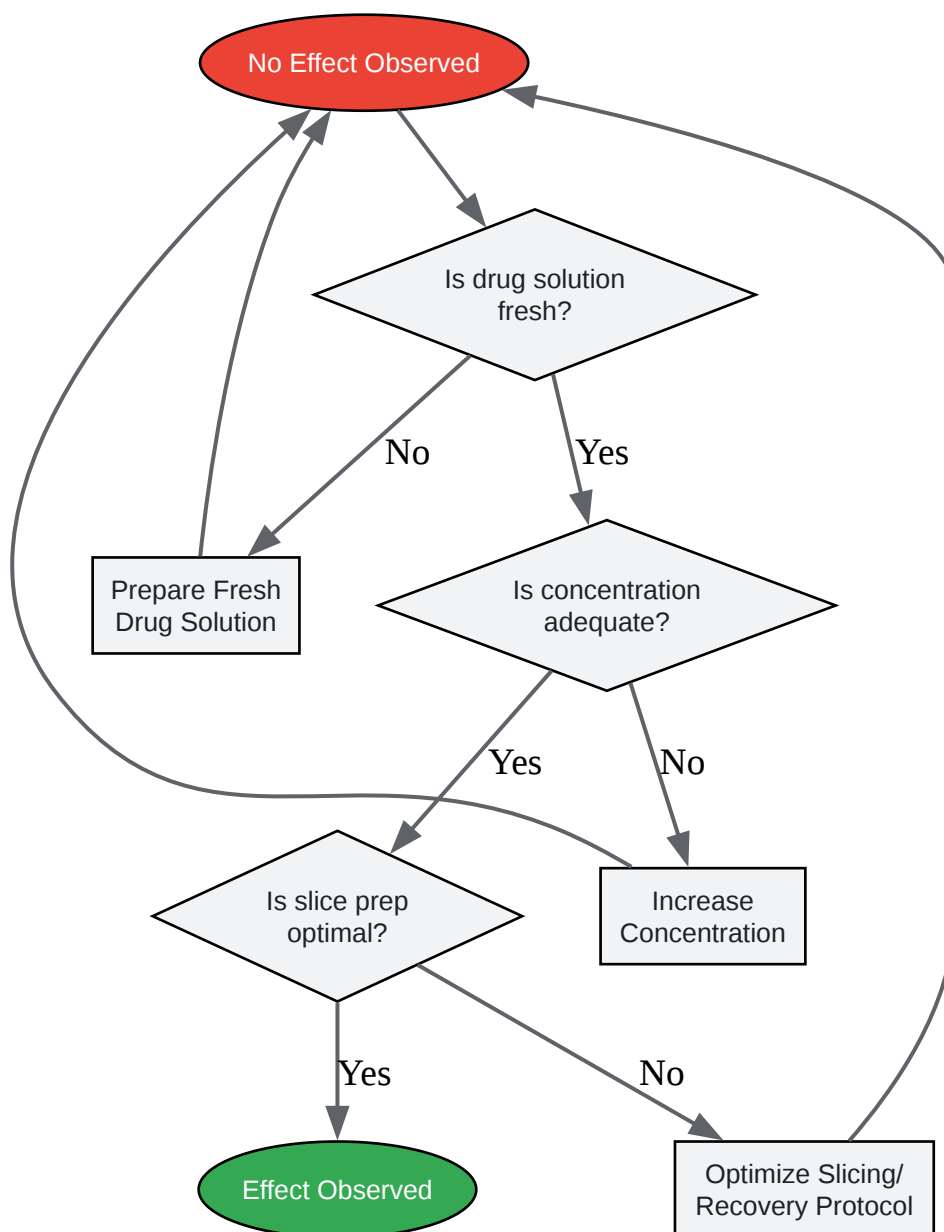 No Effect Observed
Is drug solution
fresh?
No
Yes
Prepare Fresh
Drug Solution
Is concentration
adequate?
Yes
No
Is slice prep
optimal?
Increase
Concentration
Yes
No
Effect Observed
Optimize Slicing/
Recovery Protocol